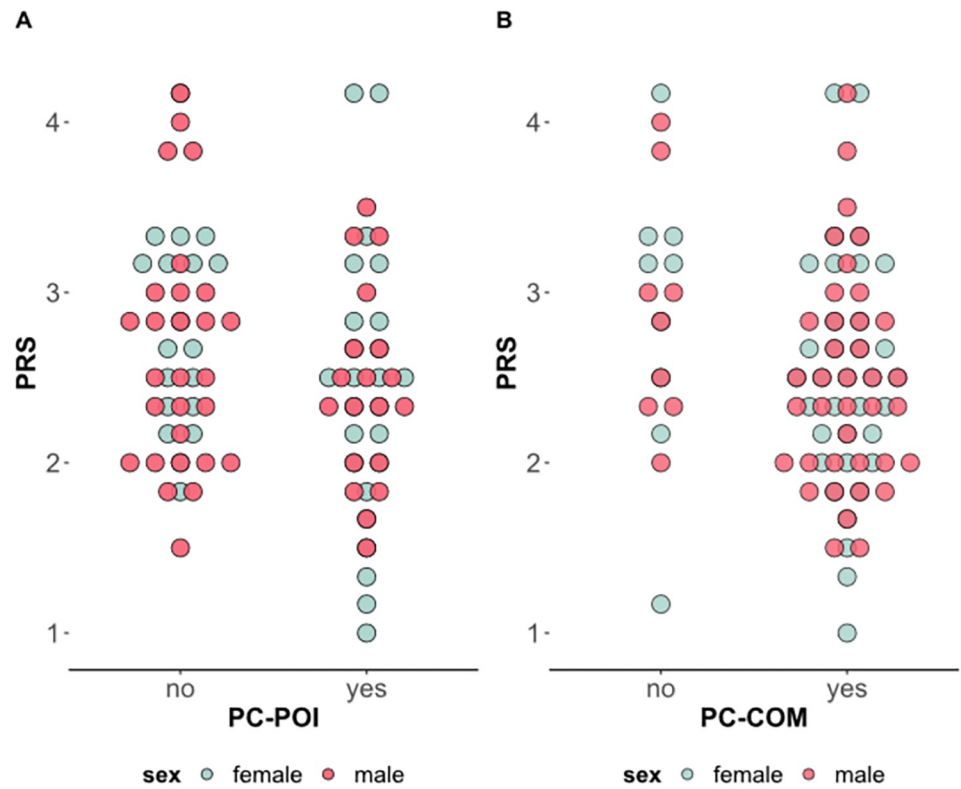 A
B
4
3
2
1
PRS
no
yes
PC-POI
4
3
2
1
PRS
no
yes
PC-COM
sex female male
sex female male